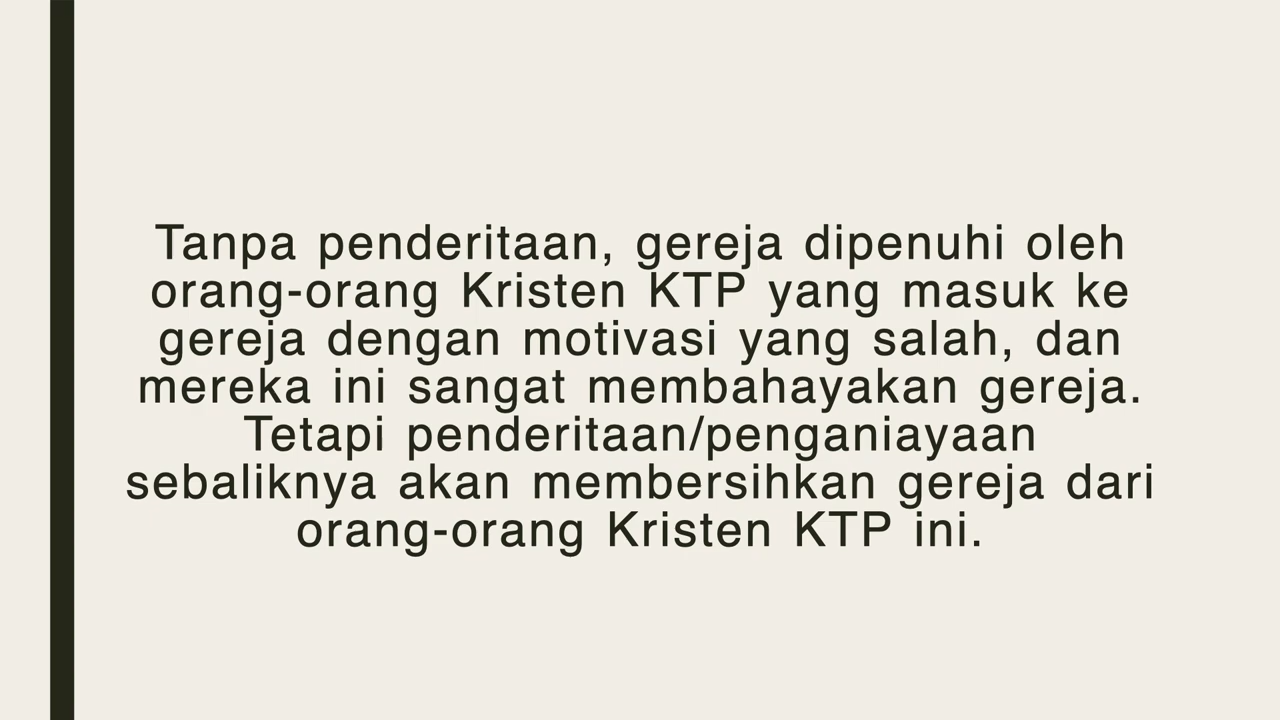 Tanpa penderitaan, gereja dipenuhi oleh
orang-orang Kristen KTP yang masuk ke
gereja dengan motivasi yang salah, dan
mereka ini sangat membahayakan gereja.
Tetapi penderitaan/penganiayaan
sebaliknya akan membersihkan gereja dari
orang-orang Kristen KTP ini.